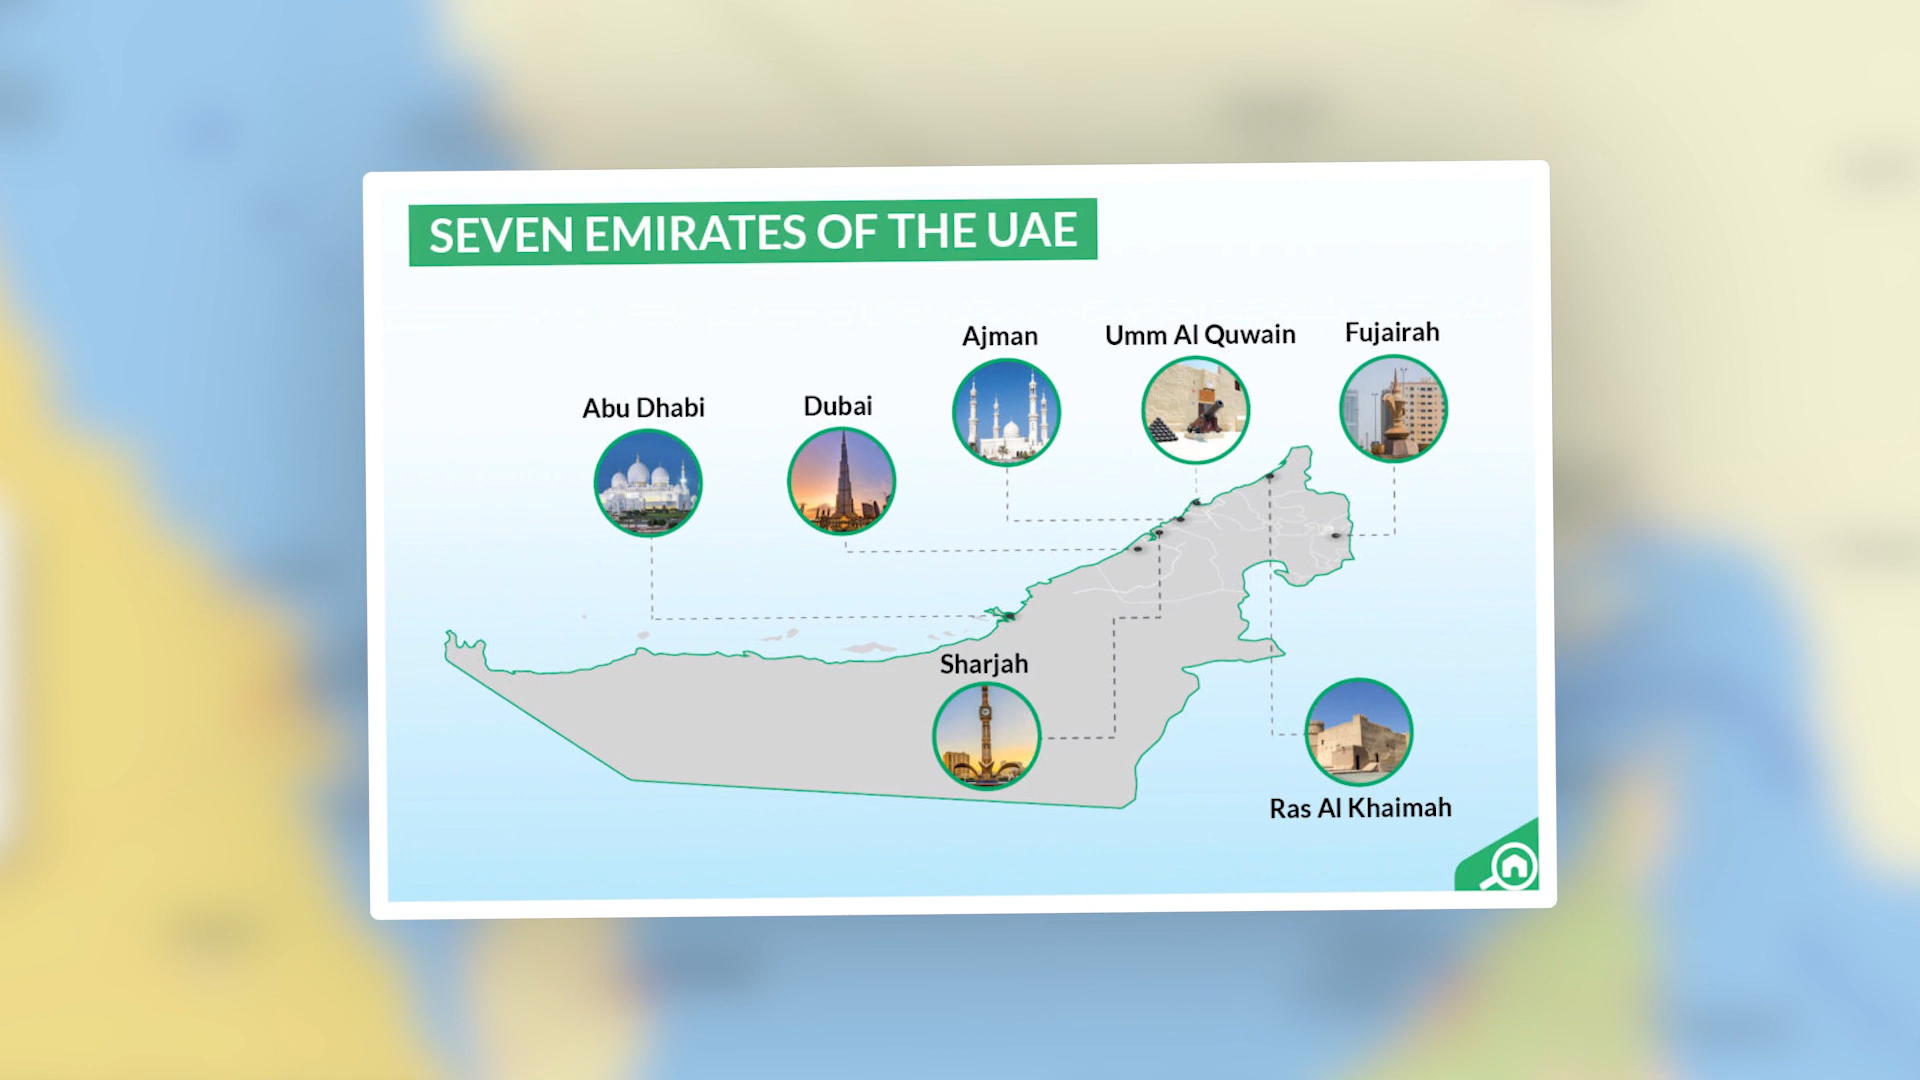 SEVEN EMIRATES OF THE UAE
Ajman
Umm Al Quwain
Fujairah
Abu Dhabi
Dubai
Sharjah
Ras Al Khaimah